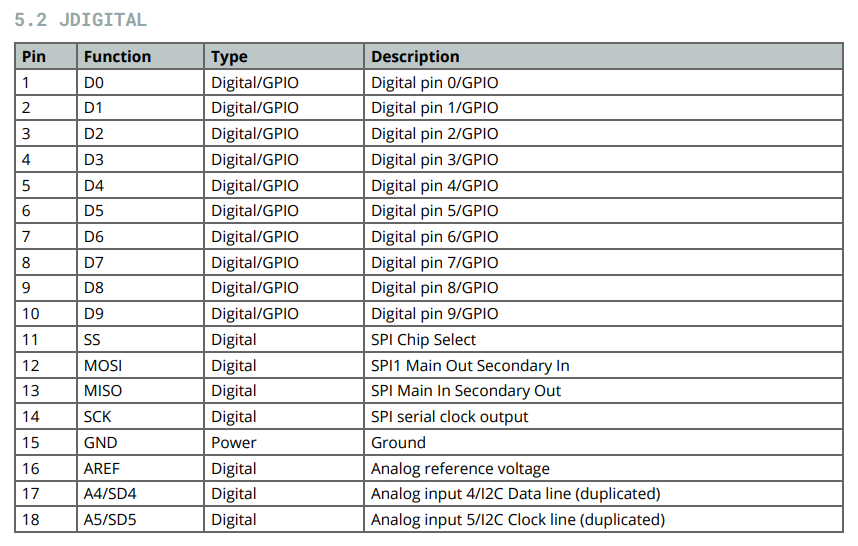 5.2 JDIGITAL
Pin Function Type Description
1 D0 Digital/GPIO Digital pin 0/GPIO
2 D1 Digital/GPIO Digital pin 1/GPIO
3 D2 Digital/GPIO Digital pin 2/GPIO
4 D3 Digital/GPIO Digital pin 3/GPIO
5 D4 Digital/GPIO Digital pin 4/GPIO
6 D5 Digital/GPIO Digital pin 5/GPIO
7 D6 Digital/GPIO Digital pin 6/GPIO
8 D7 Digital/GPIO Digital pin 7/GPIO
9 D8 Digital/GPIO Digital pin 8/GPIO
10 D9 Digital/GPIO Digital pin 9/GPIO
11 SS Digital SPI Chip Select
12 MOSI Digital SPI1 Main Out Secondary In
13 MISO Digital SPI Main In Secondary Out
14 SCK Digital SPI serial clock output
15 GND Power Ground
16 AREF Digital Analog reference voltage
17 A4/SD4 Digital Analog input 4/I2C Data line (duplicated)
18 A5/SD5 Digital Analog input 5/I2C Clock line (duplicated)